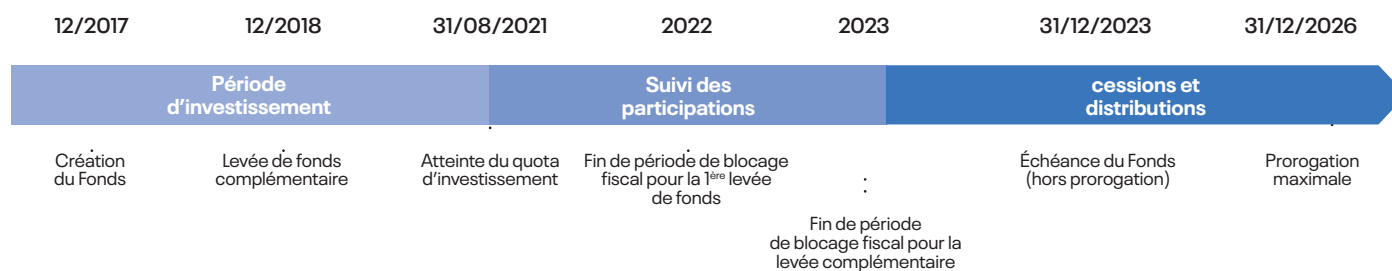 12/2017
12/2018
31/08/2021
2022
2023
31/12/2023
31/12/2026
Période
d’investissement
Suivi des
participations
cessions et
distributions
Création
du Fonds
Levée de fonds
complémentaire
Atteinte du quota
d’investissement
Fin de période de blocage
fiscal pour la 1ère levée
de fonds
Fin de période
de blocage fiscal pour la
levée complémentaire
Échéance du Fonds
(hors prorogation)
Prorogation
maximale